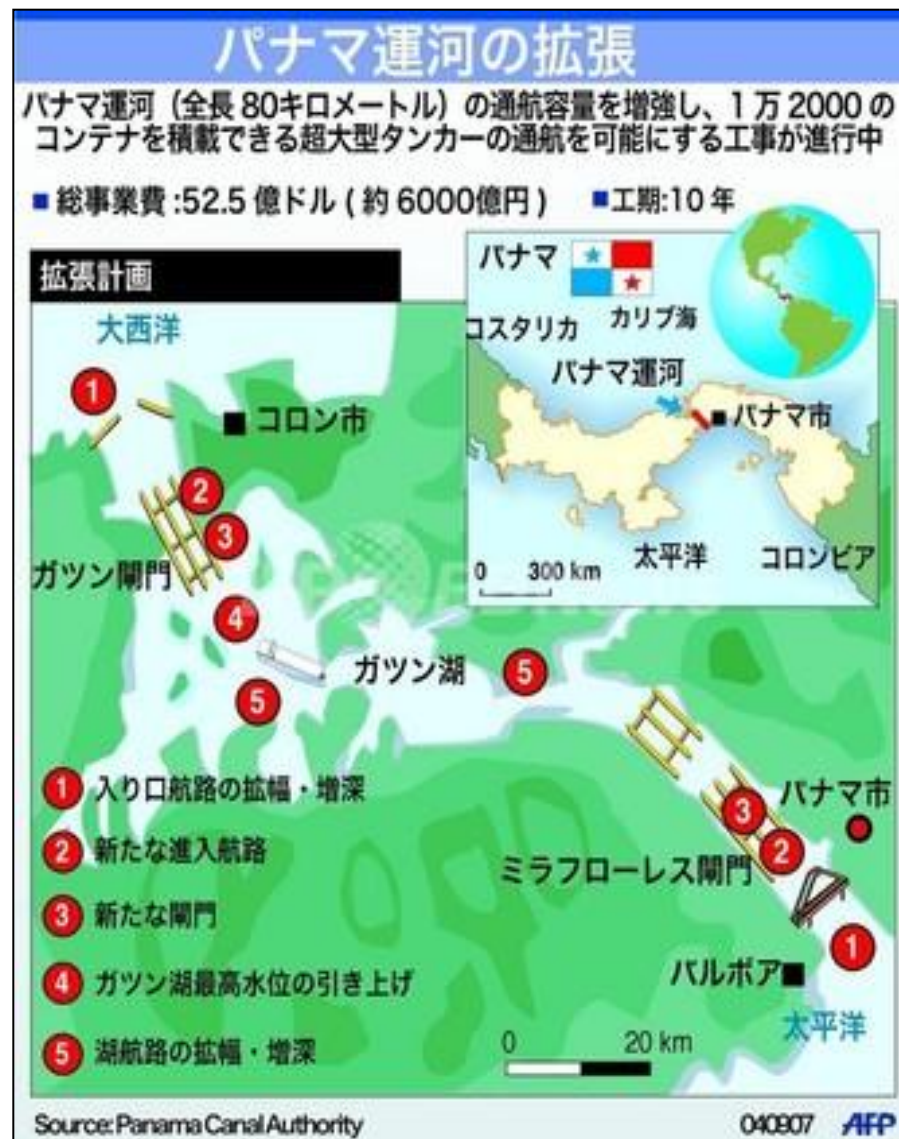 パナマ運河の拡張
パナマ運河（全長 80キロメートル）の通航容量を増強し、1 万 2000 の
コンテナを積載できる超大型タンカーの通航を可能にする工事が進行中
■ 総事業費 :52.5 億ドル ( 約 6000億円 ) ■工期:10 年
拡張計画
パナマ
コスタリカ
カリブ海
パナマ運河
パナマ市
太平洋
コロンビア
0 300 km
大西洋
1
コロン市
2
3
ガツン閘門
4
ガツン湖
5
5
パナマ市
3
2
ミラフローレス閘門
1
バルボア
太平洋
1 入り口航路の拡幅・増深
2 新たな進入航路
3 新たな閘門
4 ガツン湖最高水位の引き上げ
5 湖航路の拡幅・増深
0 20 km
Source: Panama Canal Authority
040907 AFP